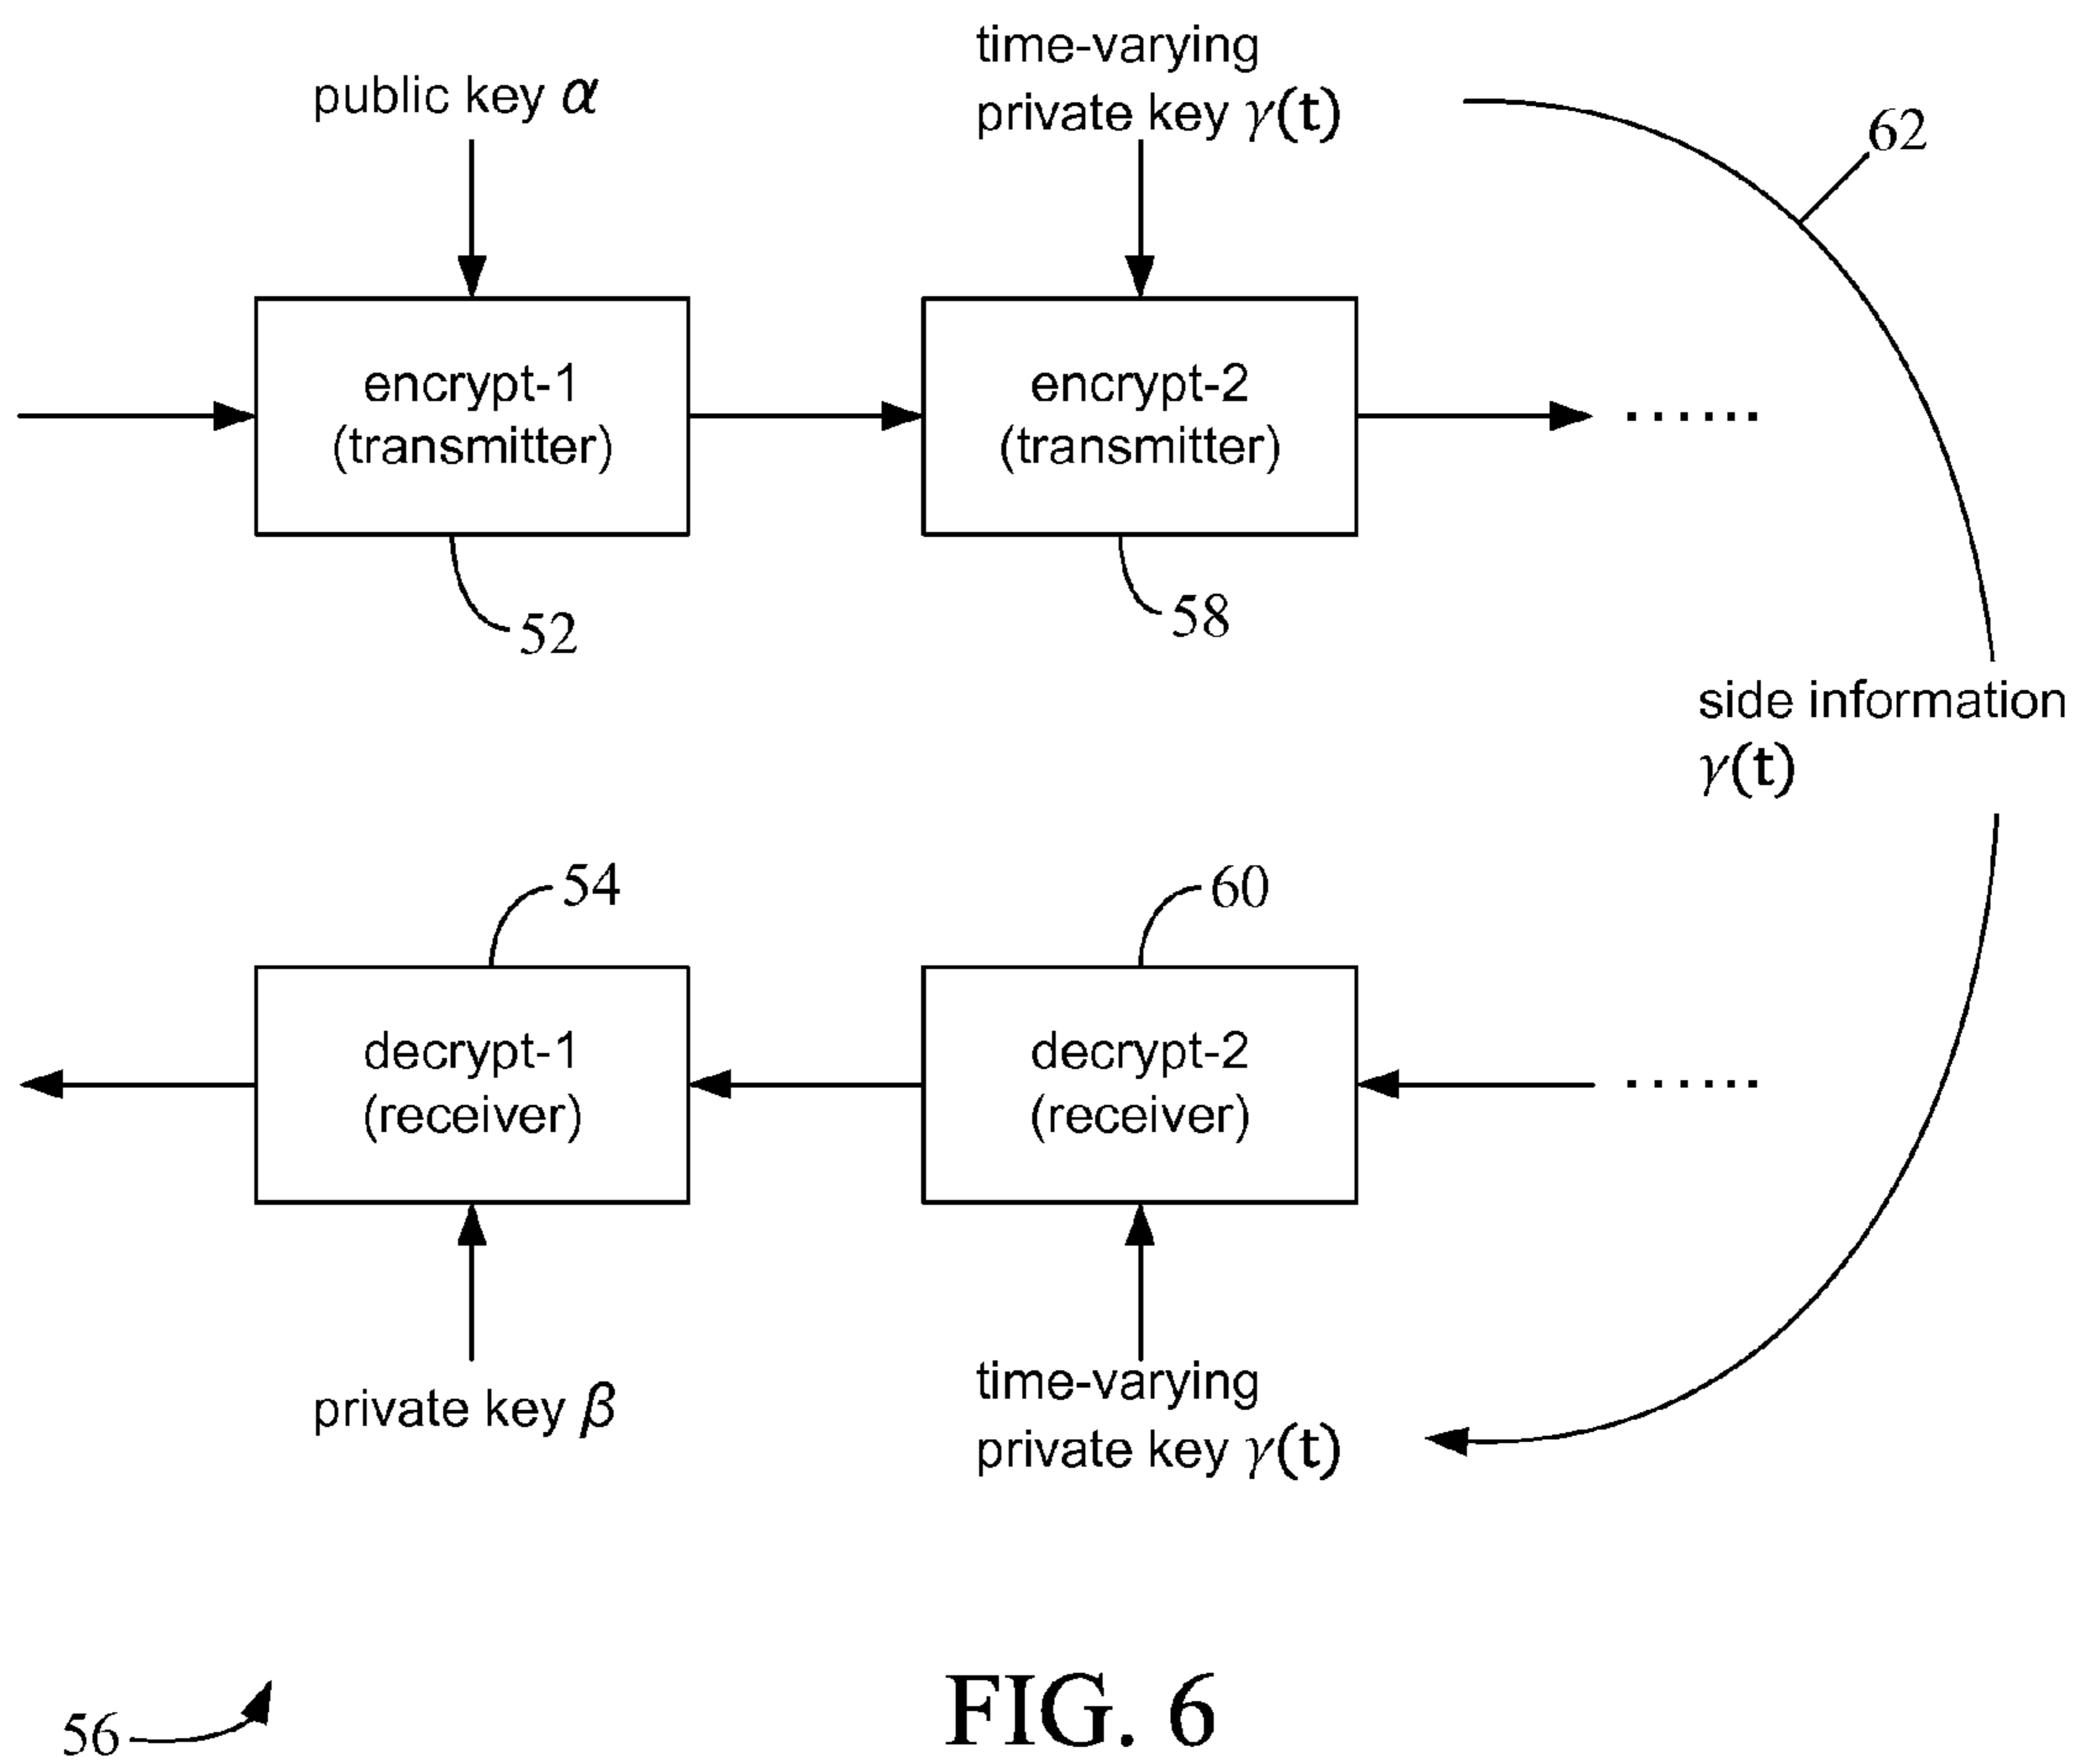 public key α
time-varying
private key γ(t)
62
encrypt-1
(transmitter)
encrypt-2
(transmitter)
......
52
58
side information
γ(t)
54
60
decrypt-1
(receiver)
decrypt-2
(receiver)
......
private key β
time-varying
private key γ(t)
56
FIG. 6